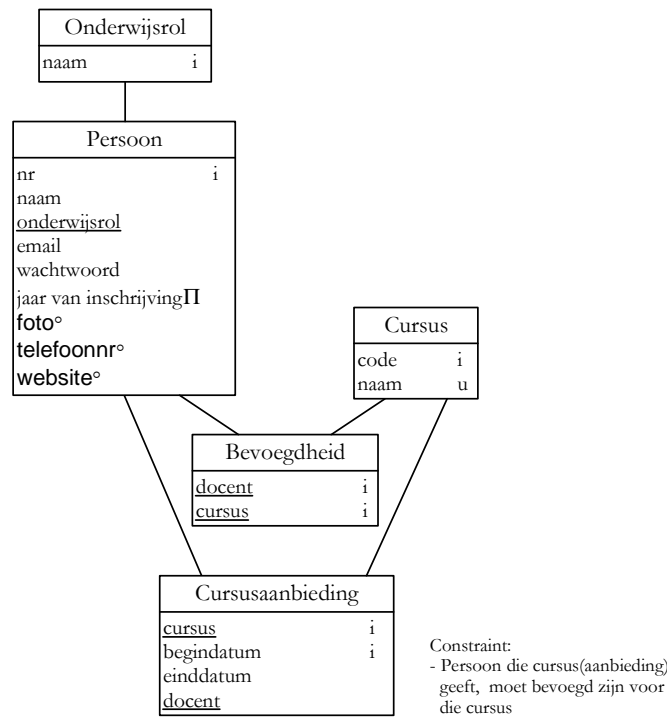 Onderwijsrol
naam i
Persoon
nr i
naam
onderwijsrol
email
wachtwoord
jaar van inschrijvingΠ
foto°
telefoonnr°
website°
Cursus
code i
naam u
Bevoegdheid
docent i
cursus i
Cursusaanbieding
cursus i
begindatum i
einddatum
docent
Constraint:
- Persoon die cursus(aanbieding)
geeft, moet bevoegd zijn voor
die cursus